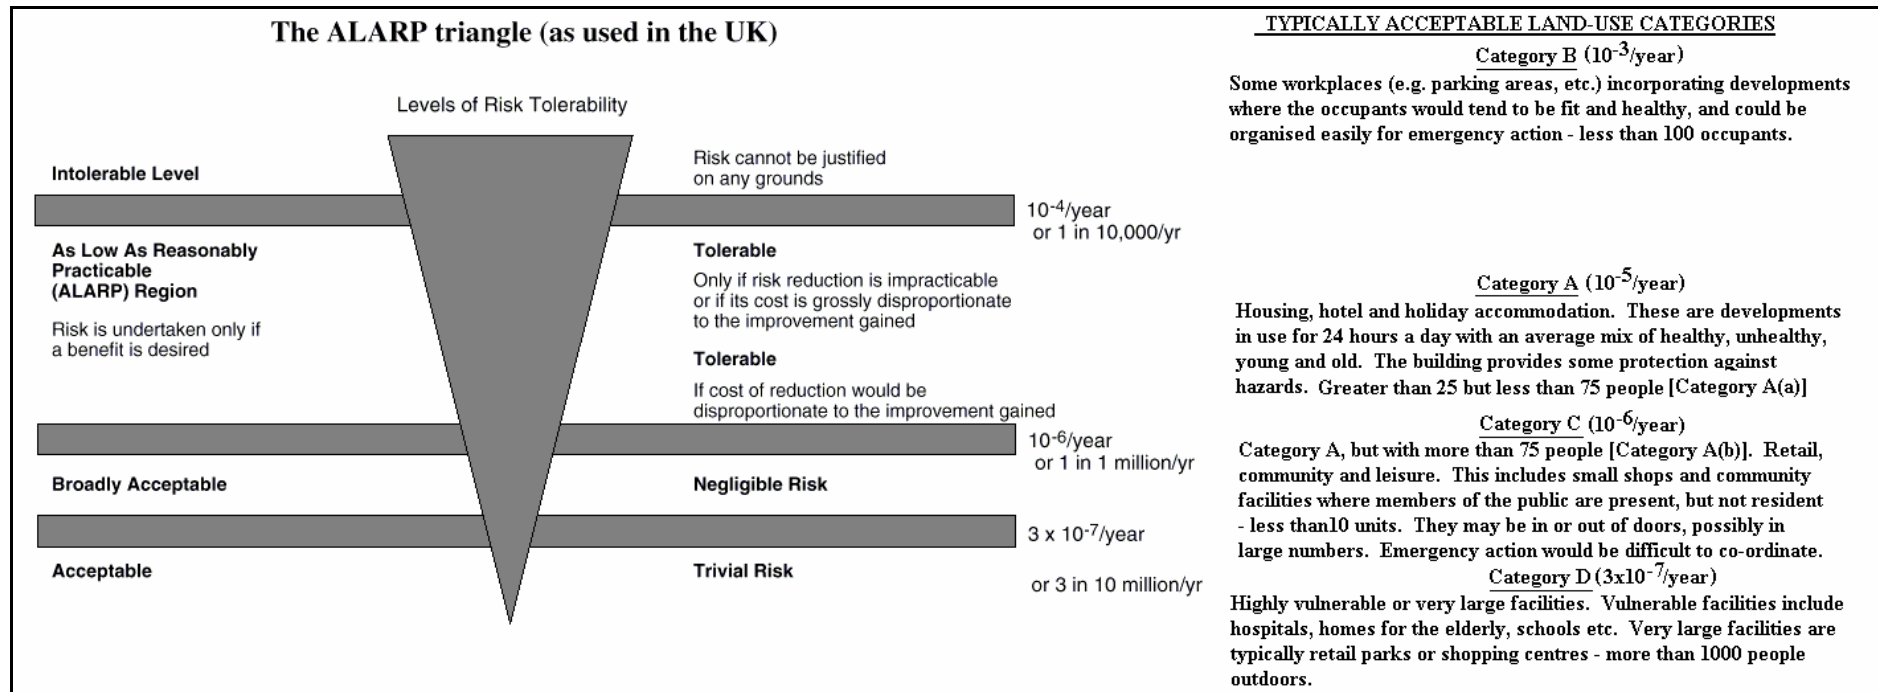 The ALARP triangle (as used in the UK)
Levels of Risk Tolerability
Intolerable Level
Risk cannot be justified
on any grounds
10-4/year
or 1 in 10,000/yr
As Low As Reasonably
Practicable
(ALARP) Region
Risk is undertaken only if
a benefit is desired
Tolerable
Only if risk reduction is impracticable
or if its cost is grossly disproportionate
to the improvement gained
Tolerable
If cost of reduction would be
disproportionate to the improvement gained
10-6/year
or 1 in 1 million/yr
Broadly Acceptable
Negligible Risk
3 x 10-7/year
Acceptable
Trivial Risk
or 3 in 10 million/yr
TYPICALLY ACCEPTABLE LAND-USE CATEGORIES
Category B (10-3/year)
Some workplaces (e.g. parking areas, etc.) incorporating developments
where the occupants would tend to be fit and healthy, and could be
organised easily for emergency action - less than 100 occupants.
Category A (10-5/year)
Housing, hotel and holiday accommodation. These are developments
in use for 24 hours a day with an average mix of healthy, unhealthy,
young and old. The building provides some protection against
hazards. Greater than 25 but less than 75 people [Category A(a)]
Category C (10-6/year)
Category A, but with more than 75 people [Category A(b)]. Retail,
community and leisure. This includes small shops and community
facilities where members of the public are present, but not resident
- less than10 units. They may be in or out of doors, possibly in
large numbers. Emergency action would be difficult to co-ordinate.
Category D (3x10-7/year)
Highly vulnerable or very large facilities. Vulnerable facilities include
hospitals, homes for the elderly, schools etc. Very large facilities are
typically retail parks or shopping centres - more than 1000 people
outdoors.